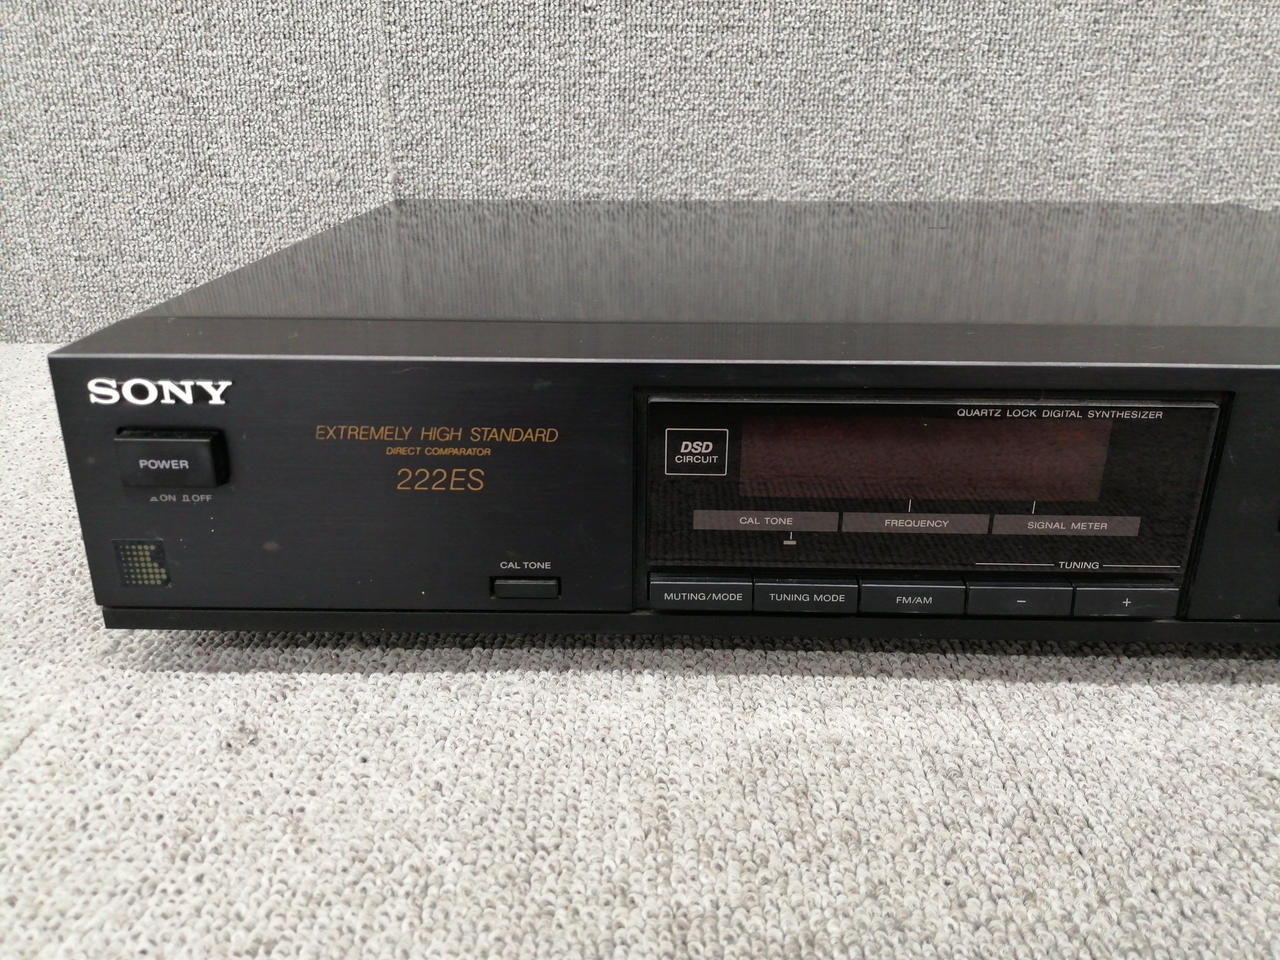 SONY
POWER
ON OFF
EXTREMELY HIGH STANDARD
DIRECT COMPARATOR
222ES
CAL TONE
QUARTZ LOCK DIGITAL SYNTHESIZER
DSD
CIRCUIT
CAL TONE FREQUENCY SIGNAL METER
TUNING
MUTING/MODE TUNING MODE FM/AM − +